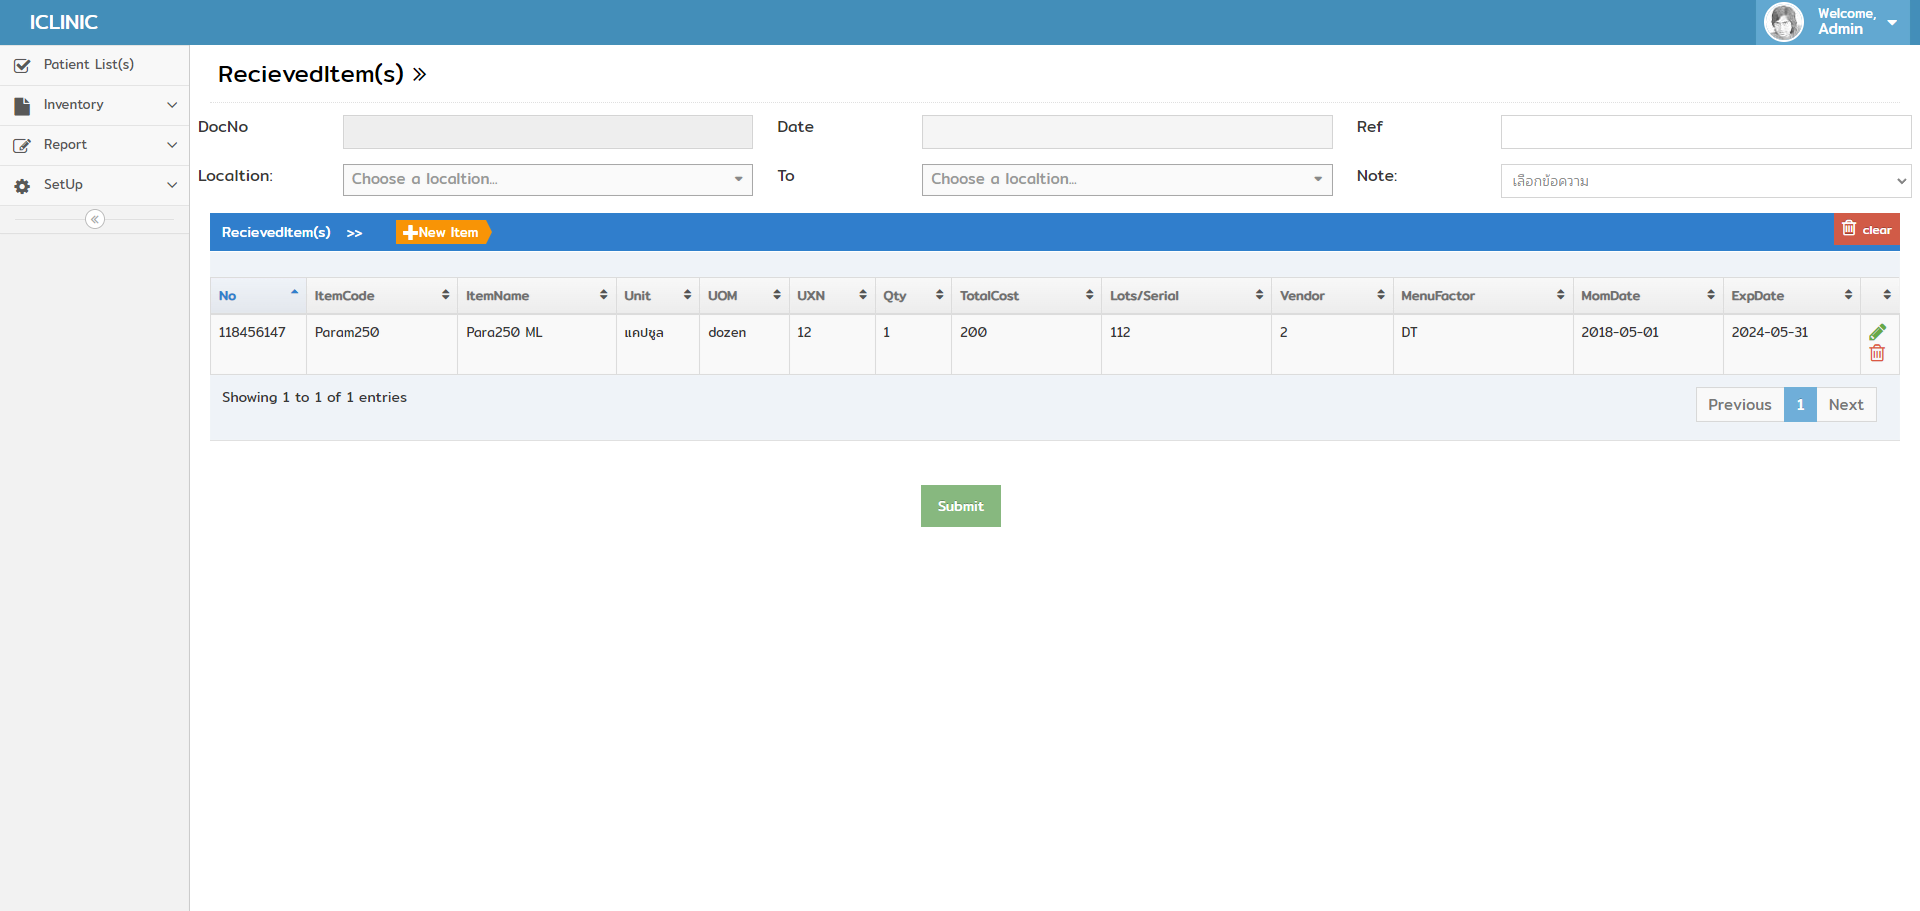 ICLINIC
Welcome,
Admin
Patient List(s)
Inventory
Report
SetUp
RecievedItem(s) »
DocNo
Date
Ref
Localtion:
Choose a localtion...
To
Choose a localtion...
Note:
เลือกข้อความ
RecievedItem(s) >>
New Item
clear
No ItemCode ItemName Unit UOM UXN Qty TotalCost Lots/Serial Vendor MenuFactor MomDate ExpDate
118456147 Param250 Para250 ML แคปซูล dozen 12 1 200 112 2 DT 2018-05-01 2024-05-31
Showing 1 to 1 of 1 entries
Previous 1 Next
Submit